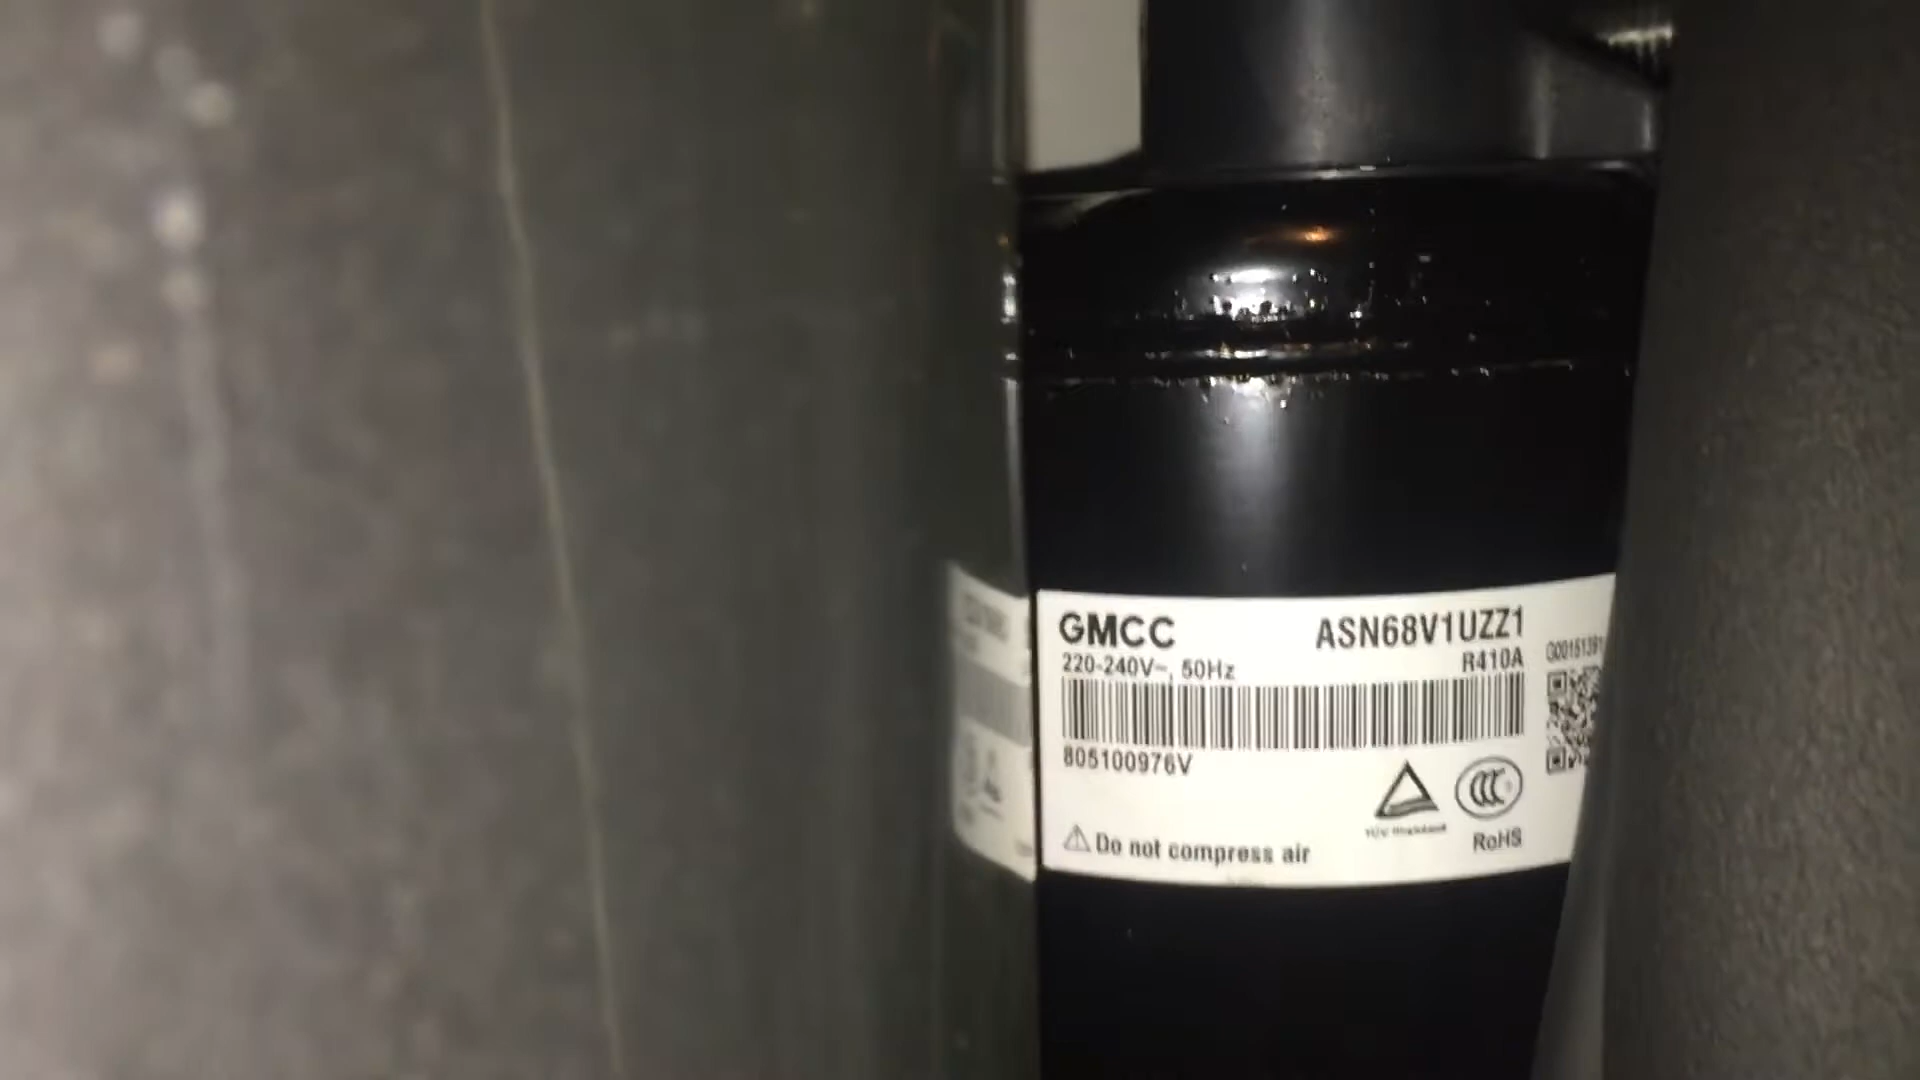 GMCC ASN68V1UZZ1
220-240V~, 50Hz R410A
805100976V
Do not compress air
RoHS